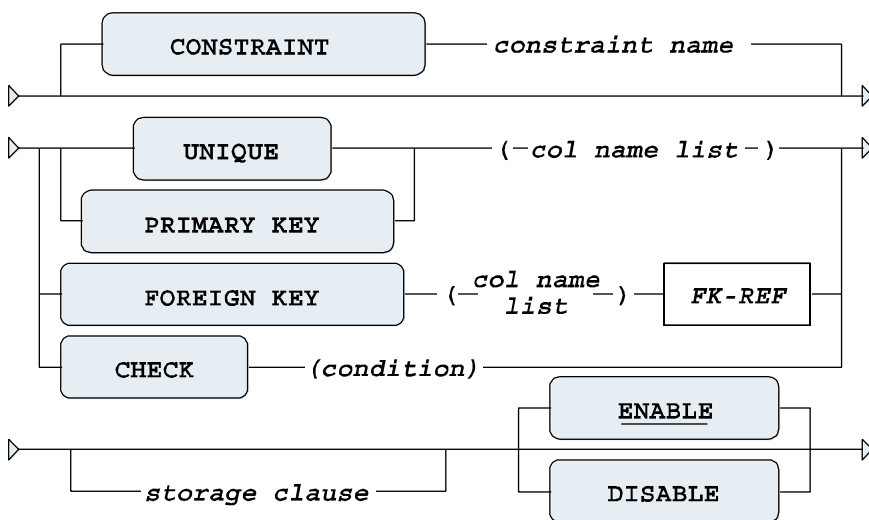 CONSTRAINT constraint name
UNIQUE (col name list)
PRIMARY KEY
FOREIGN KEY (col name
list) FK-REF
CHECK (condition)
ENABLE
storage clause
DISABLE